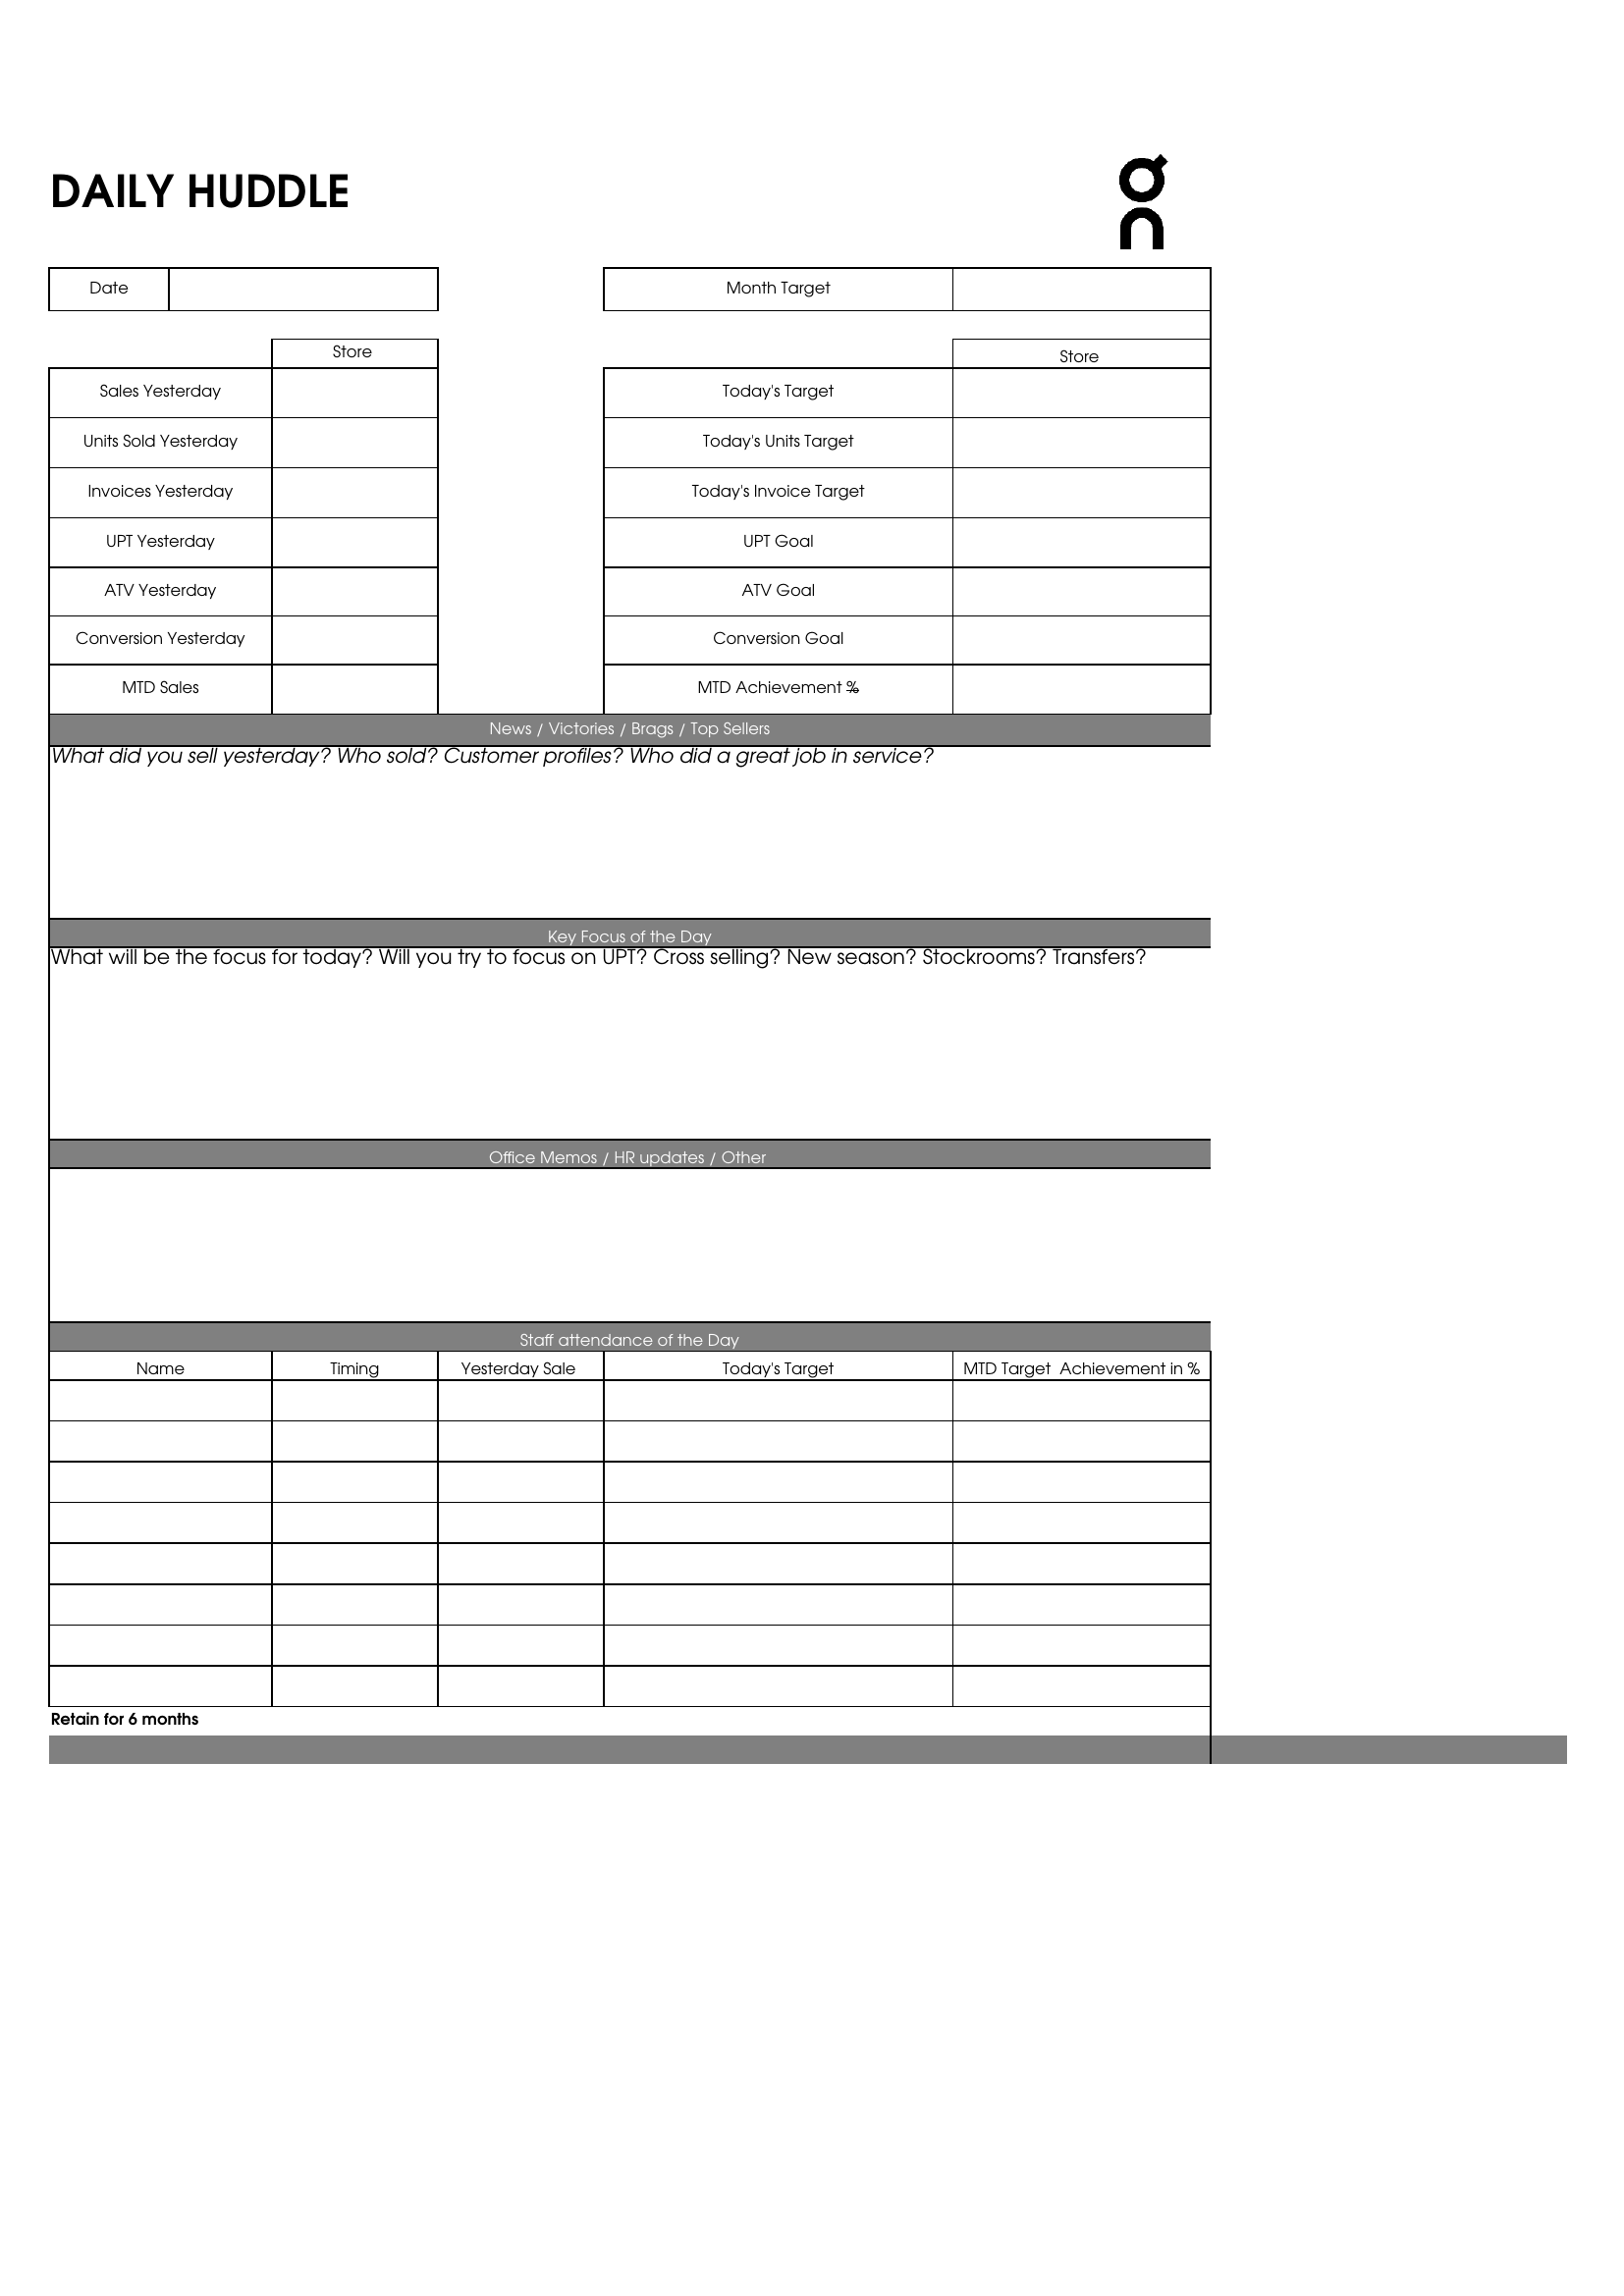 DAILY HUDDLE
on
Date
Month Target
Store
Store
Sales Yesterday
Today's Target
Units Sold Yesterday
Today's Units Target
Invoices Yesterday
Today's Invoice Target
UPT Yesterday
UPT Goal
ATV Yesterday
ATV Goal
Conversion Yesterday
Conversion Goal
MTD Sales
MTD Achievement %
News / Victories / Brags / Top Sellers
What did you sell yesterday? Who sold? Customer profiles? Who did a great job in service?
Key Focus of the Day
What will be the focus for today? Will you try to focus on UPT? Cross selling? New season? Stockrooms? Transfers?
Office Memos / HR updates / Other
Staff attendance of the Day
Name Timing Yesterday Sale Today's Target MTD Target  Achievement in %
Retain for 6 months